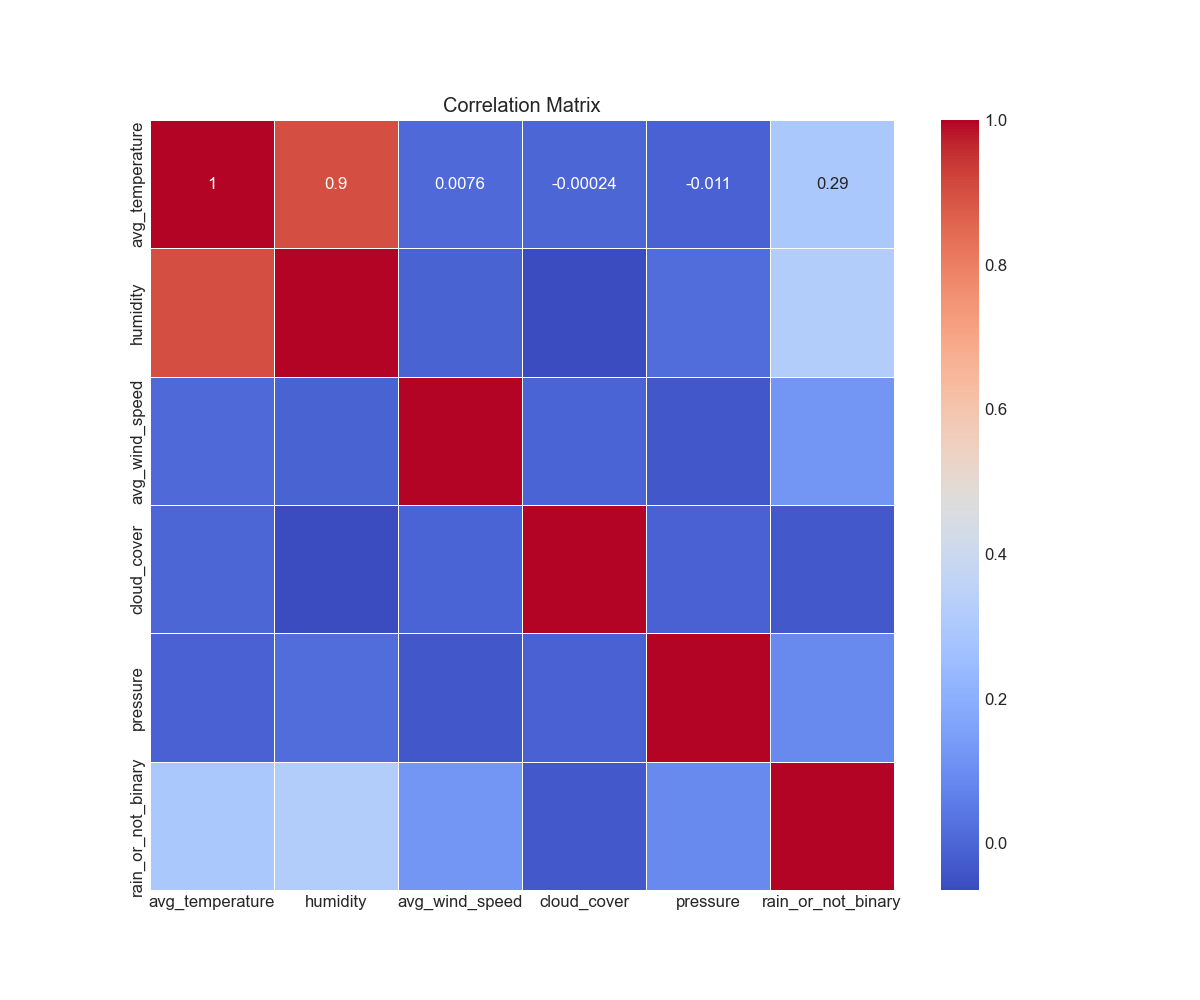 Correlation Matrix
avg_temperature
1
0.9
0.0076
-0.00024
-0.011
0.29
humidity
avg_wind_speed
cloud_cover
pressure
rain_or_not_binary
avg_temperature
humidity
avg_wind_speed
cloud_cover
pressure
rain_or_not_binary
1.0
0.8
0.6
0.4
0.2
0.0